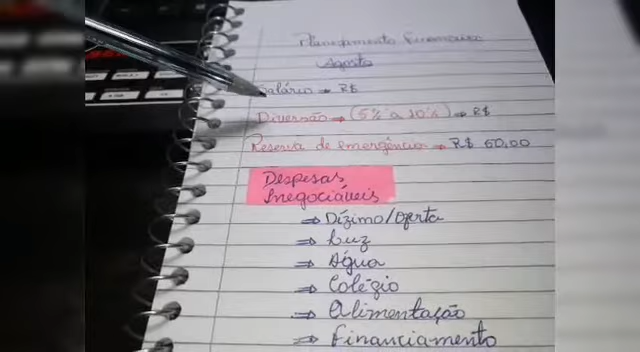 Planejamento Financeiro
Agosto
Salário → R$
Diversão → (5% a 10%) → R$
Reserva de emergência → R$ 60,00
Despesas
Inegociáveis
⇒ Dízimo/Oferta
⇒ Luz
⇒ Água
⇒ Colégio
⇒ Alimentação
⇒ Financiamento